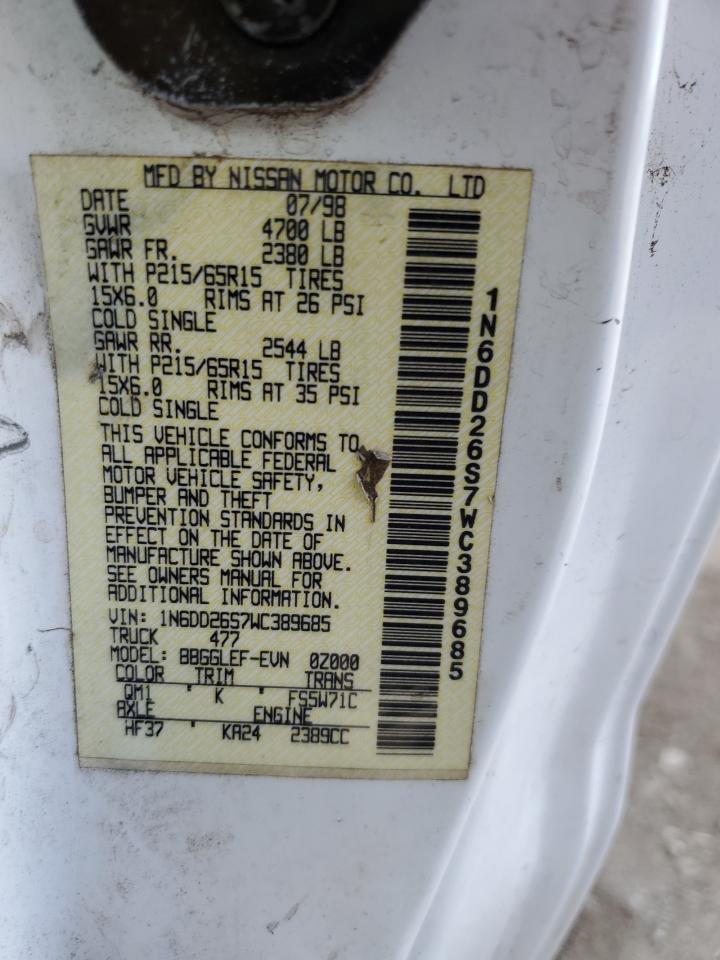 MFD BY NISSAN MOTOR CO. LTD
DATE 07/98
GVWR 4700 LB
GAWR FR. 2380 LB
WITH P215/65R15 TIRES
15X6.0 RIMS AT 26 PSI
COLD SINGLE
GAWR RR. 2544 LB
WITH P215/65R15 TIRES
15X6.0 RIMS AT 35 PSI
COLD SINGLE
THIS VEHICLE CONFORMS TO
ALL APPLICABLE FEDERAL
MOTOR VEHICLE SAFETY,
BUMPER AND THEFT
PREVENTION STANDARDS IN
EFFECT ON THE DATE OF
MANUFACTURE SHOWN ABOVE.
SEE OWNERS MANUAL FOR
ADDITIONAL INFORMATION.
VIN: 1N6DD26S7WC389685
TRUCK 477
MODEL: BBGGLEF-EVN 0Z000
COLOR TRIM TRANS
QM1 ' K ' FS5W71C
AXLE ENGINE
HF37 ' KA24 2389CC
1N6DD26S7WC389685